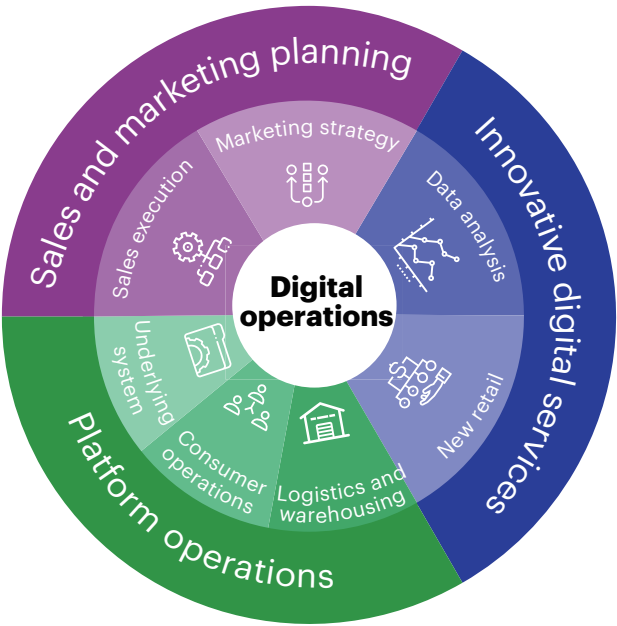 Digital
operations
Sales and marketing planning
Marketing strategy
Sales execution
Innovative digital services
Data analysis
New retail
Platform operations
Logistics and
warehousing
Consumer
operations
Underlying
system